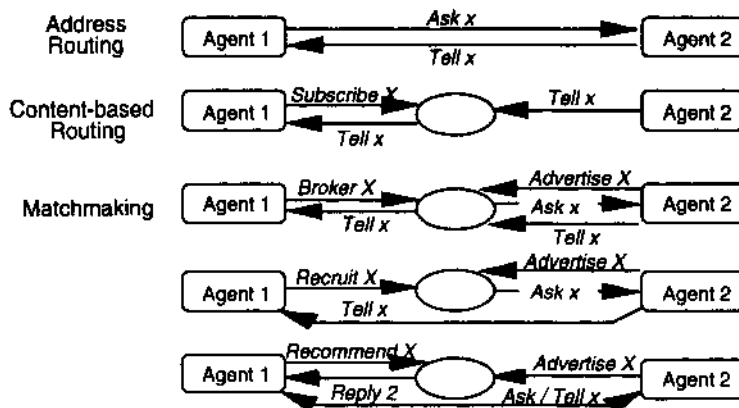 Address
Routing
Agent 1
Ask x
Tell x
Agent 2
Content-based
Routing
Agent 1
Subscribe X
Tell x
Tell x
Agent 2
Matchmaking
Agent 1
Broker X
Tell x
Advertise X
Ask x
Tell x
Agent 2
Agent 1
Recruit X
Tell x
Advertise X
Ask x
Agent 2
Agent 1
Recommend X
Reply 2
Advertise X
Ask / Tell x
Agent 2